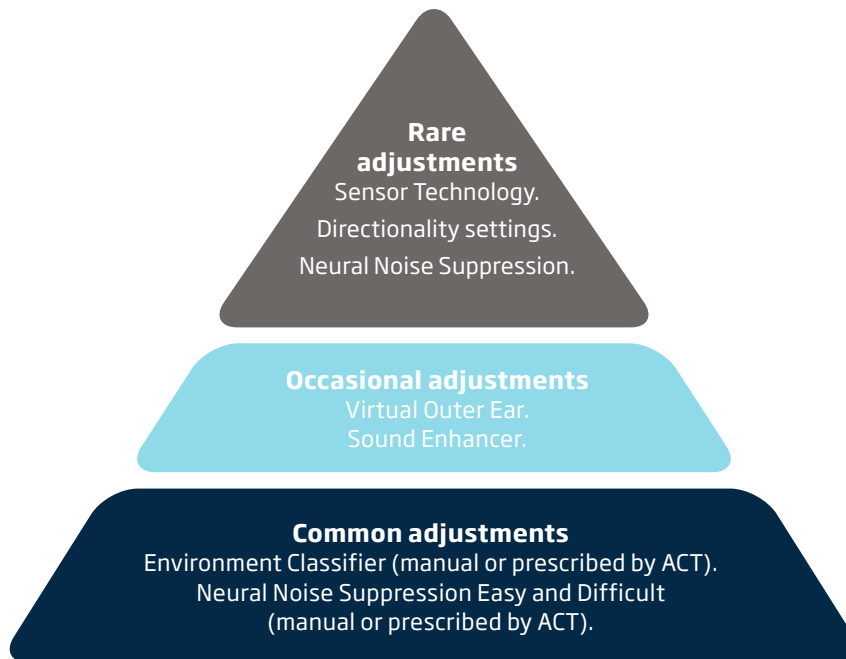 Rare
adjustments
Sensor Technology.
Directionality settings.
Neural Noise Suppression.
Occasional adjustments
Virtual Outer Ear.
Sound Enhancer.
Common adjustments
Environment Classifier (manual or prescribed by ACT).
Neural Noise Suppression Easy and Difficult
(manual or prescribed by ACT).